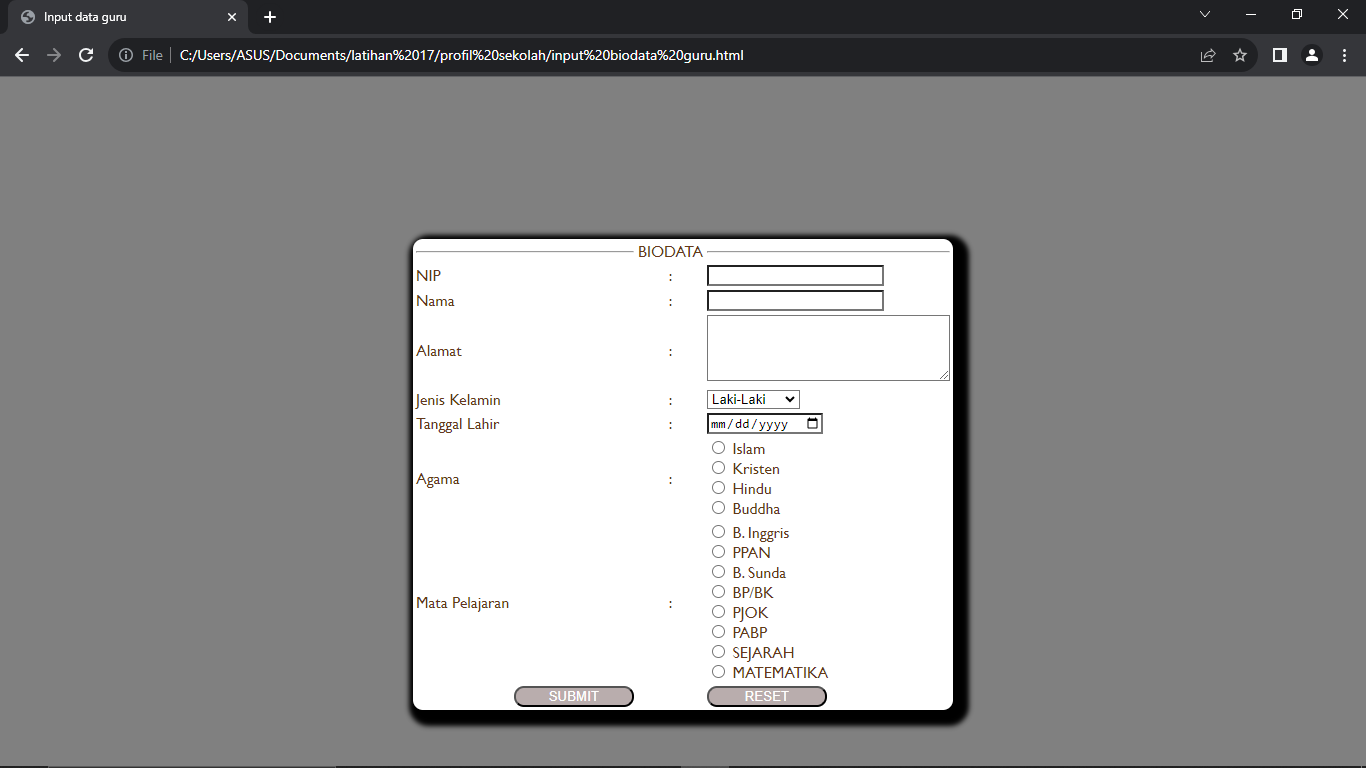 Input data guru
File
C:/Users/ASUS/Documents/latihan%2017/profil%20sekolah/input%20biodata%20guru.html
BIODATA
NIP :
Nama :
Alamat :
Jenis Kelamin : Laki-Laki
Tanggal Lahir : mm/dd/yyyy
Agama :
Islam
Kristen
Hindu
Buddha
Mata Pelajaran :
B. Inggris
PPAN
B. Sunda
BP/BK
PJOK
PABP
SEJARAH
MATEMATIKA
SUBMIT RESET